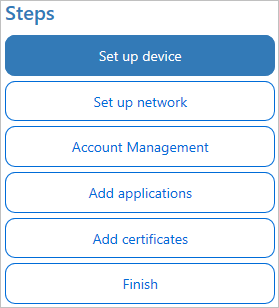 Steps
Set up device
Set up network
Account Management
Add applications
Add certificates
Finish